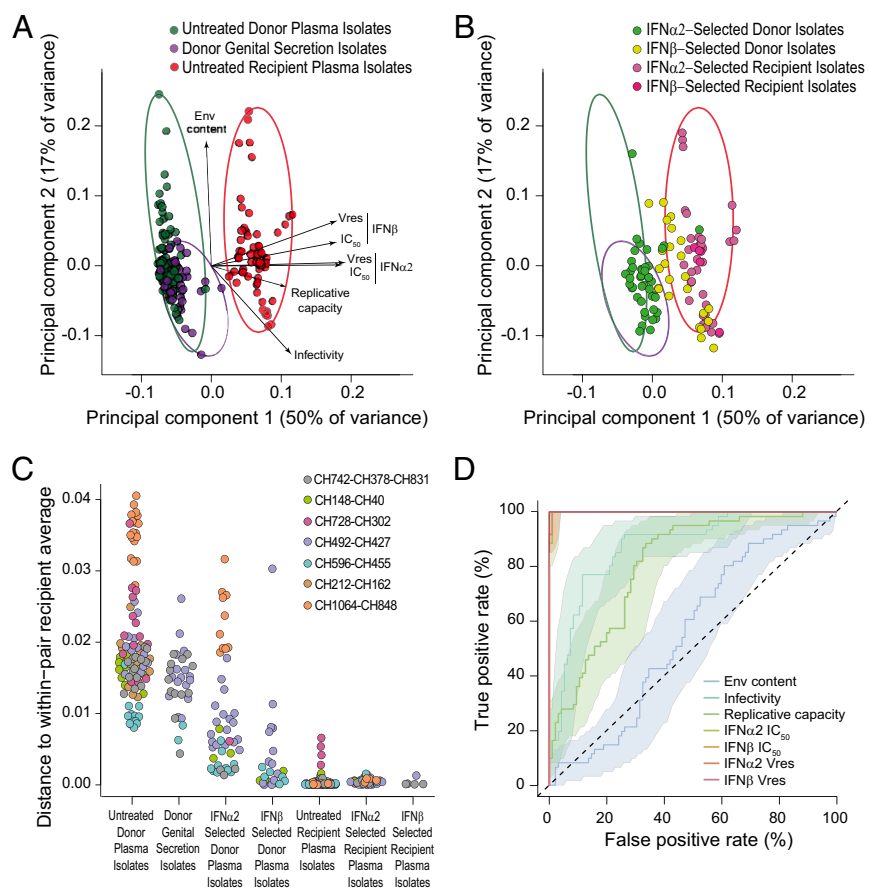 A
Untreated Donor Plasma Isolates
Donor Genital Secretion Isolates
Untreated Recipient Plasma Isolates
Principal component 2 (17% of variance)
0.2
0.1
0.0
-0.1
Env
content
Vres
IC50
IFNβ
Vres
IC50
IFNα2
Replicative
capacity
Infectivity
-0.1
0.0
0.1
0.2
Principal component 1 (50% of variance)
B
IFNα2–Selected Donor Isolates
IFNβ–Selected Donor Isolates
IFNα2–Selected Recipient Isolates
IFNβ–Selected Recipient Isolates
Principal component 2 (17% of variance)
0.2
0.1
0.0
-0.1
-0.1
0.0
0.1
0.2
Principal component 1 (50% of variance)
C
Distance to within-pair recipient average
0.04
0.03
0.02
0.01
0.00
CH742-CH378-CH831
CH148-CH40
CH728-CH302
CH492-CH427
CH596-CH455
CH212-CH162
CH1064-CH848
Untreated
Donor
Plasma
Isolates
Donor
Genital
Secretion
Isolates
IFNα2
Selected
Donor
Plasma
Isolates
IFNβ
Selected
Donor
Plasma
Isolates
Untreated
Recipient
Plasma
Isolates
IFNα2
Selected
Recipient
Plasma
Isolates
IFNβ
Selected
Recipient
Plasma
Isolates
D
True positive rate (%)
100
80
60
40
20
0
Env content
Infectivity
Replicative capacity
IFNα2 IC50
IFNβ IC50
IFNα2 Vres
IFNβ Vres
0
20
40
60
80
100
False positive rate (%)